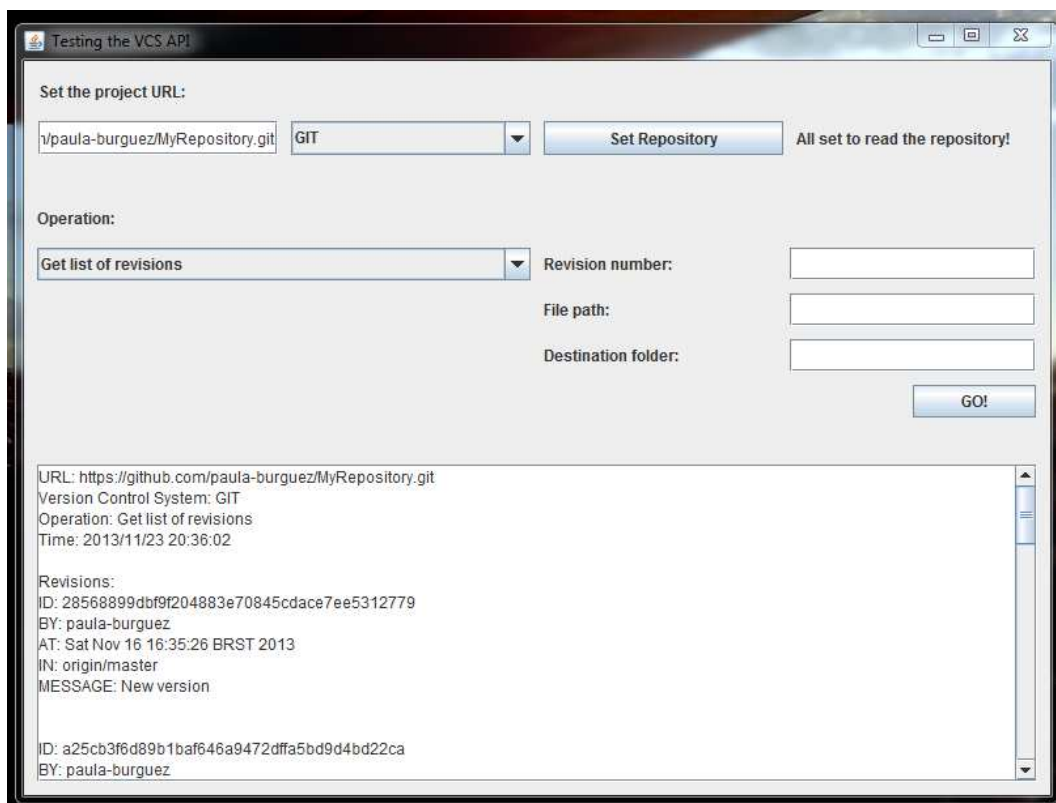 Testing the VCS API
Set the project URL:
/paula-burguez/MyRepository.git GIT Set Repository All set to read the repository!
Operation:
Get list of revisions Revision number:
File path:
Destination folder:
GO!
URL: https://github.com/paula-burguez/MyRepository.git
Version Control System: GIT
Operation: Get list of revisions
Time: 2013/11/23 20:36:02
Revisions:
ID: 28568899dbf9f204883e70845cdace7ee5312779
BY: paula-burguez
AT: Sat Nov 16 16:35:26 BRST 2013
IN: origin/master
MESSAGE: New version
ID: a25cb3f6d89b1baf646a9472dffa5bd9d4bd22ca
BY: paula-burguez